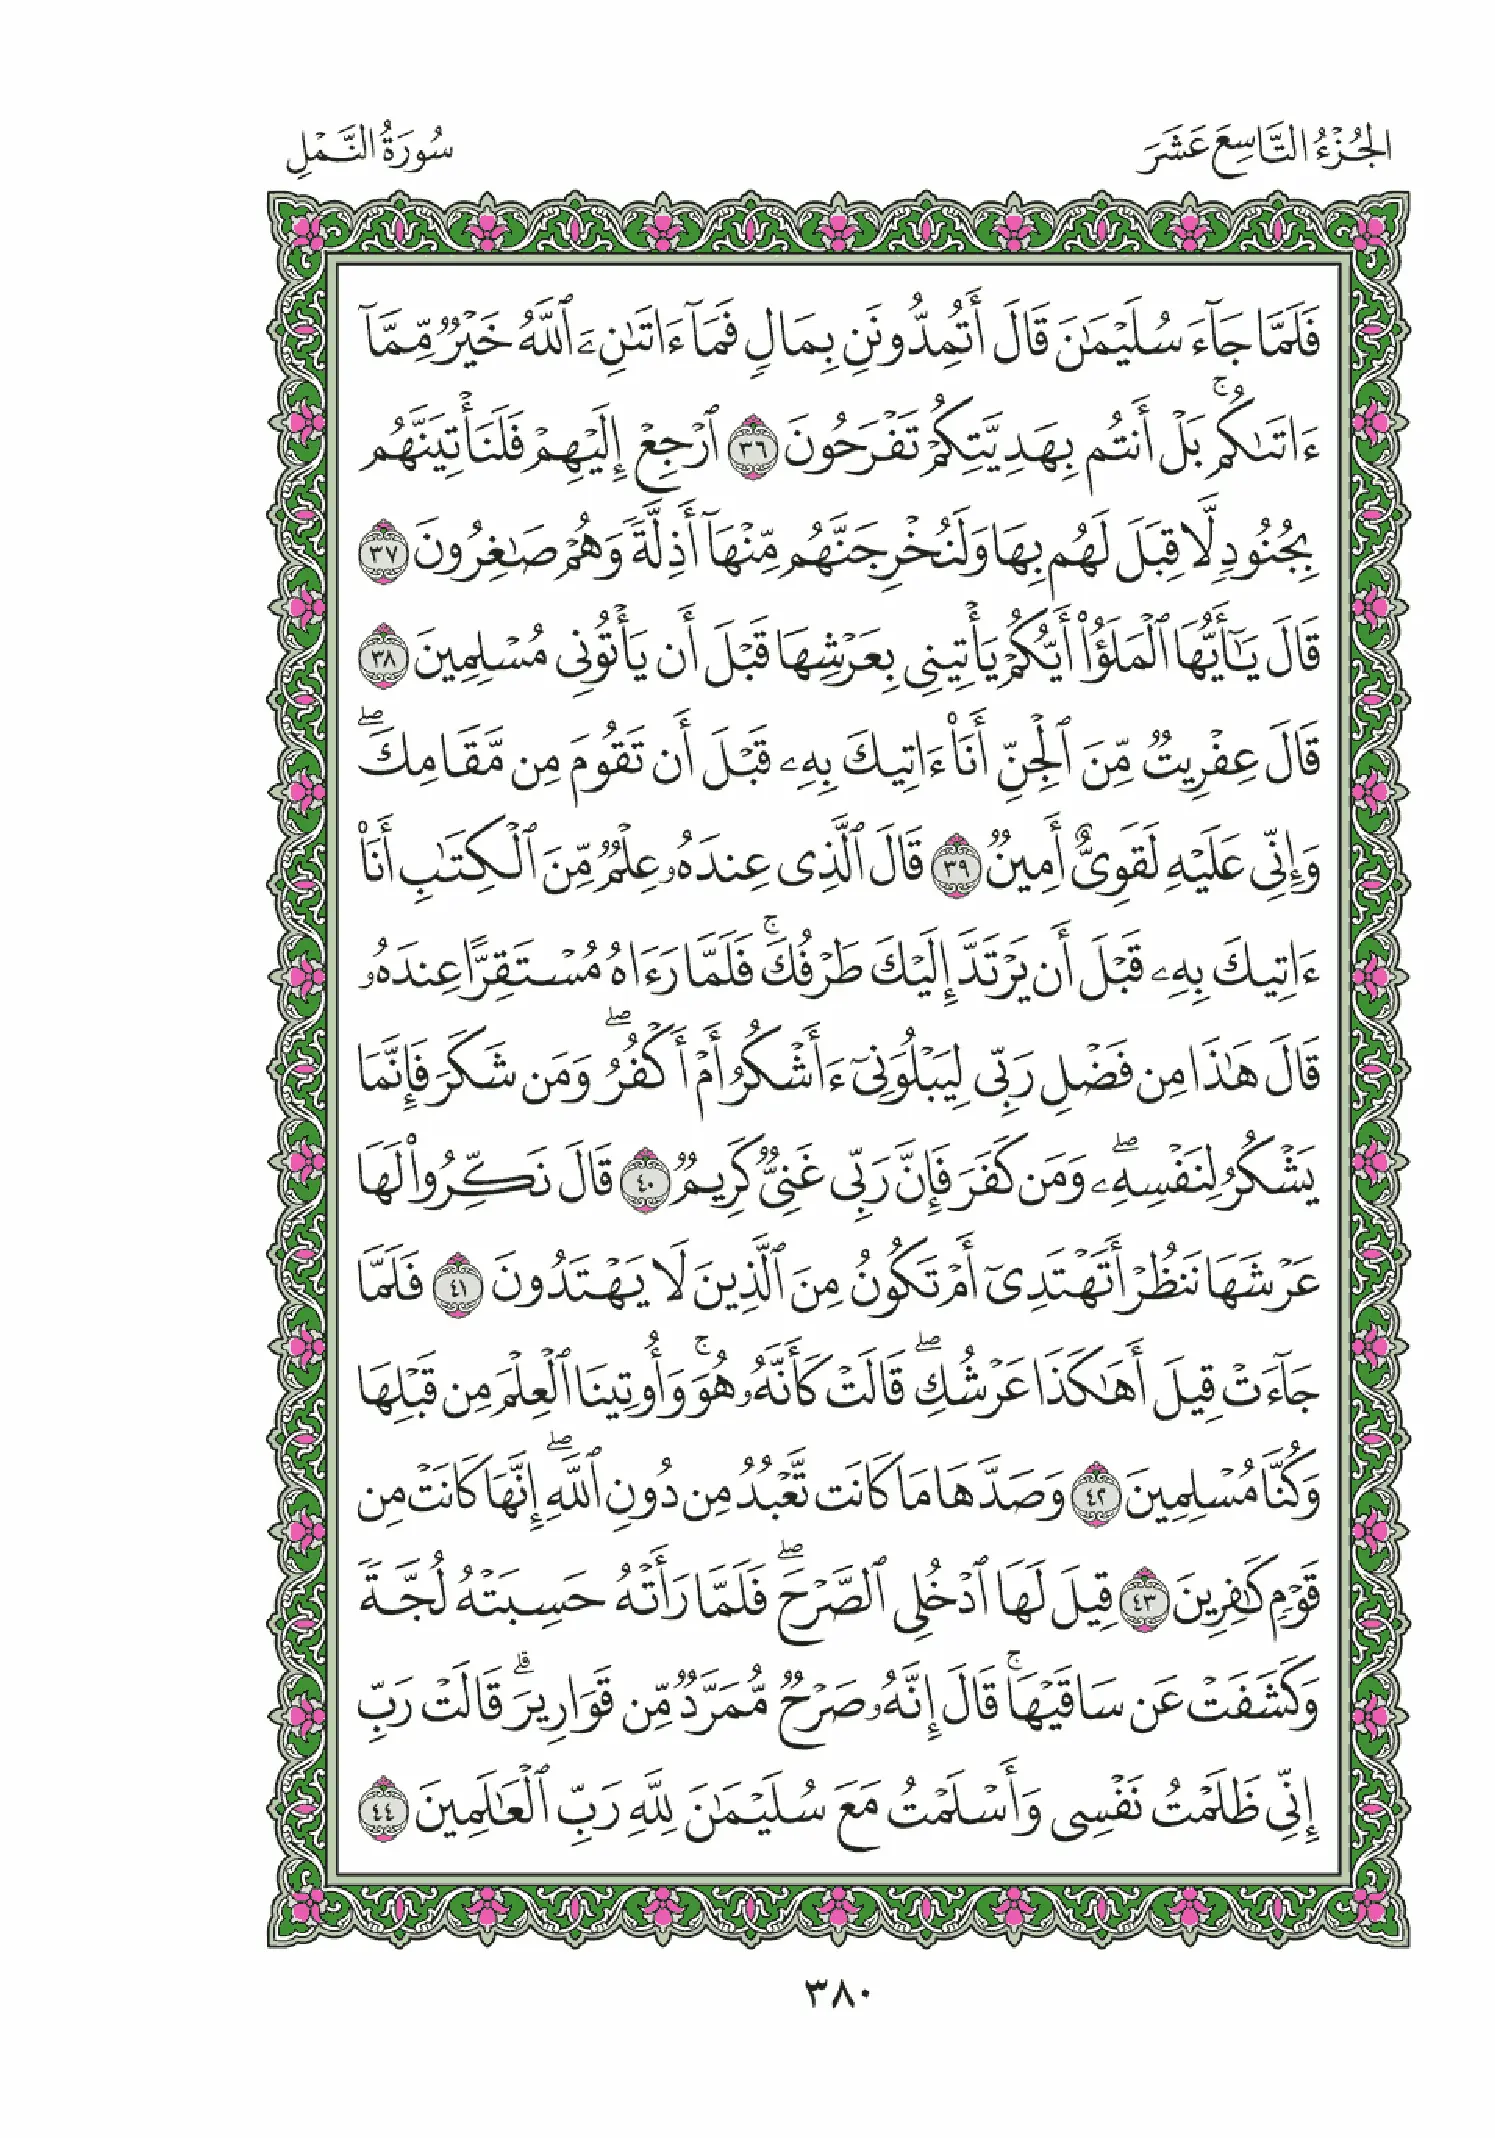 الجُزْءُ التَّاسِعَ عَشَرَ
سُورَةُ النَّمْلِ
فَلَمَّا جَآءَ سُلَيْمَـٰنَ قَالَ أَتُمِدُّونَنِ بِمَالٍ فَمَآ ءَاتَىٰنِۦَ ٱللَّهُ خَيْرٌ مِّمَّآ
ءَاتَىٰكُمۚ بَلْ أَنتُم بِهَدِيَّتِكُمْ تَفْرَحُونَ ٣٦ ٱرْجِعْ إِلَيْهِمْ فَلَنَأْتِيَنَّهُم
بِجُنُودٍ لَّا قِبَلَ لَهُم بِهَا وَلَنُخْرِجَنَّهُم مِّنْهَآ أَذِلَّةً وَهُمْ صَـٰغِرُونَ ٣٧
قَالَ يَـٰٓأَيُّهَا ٱلْمَلَؤُا۟ أَيُّكُمْ يَأْتِينِى بِعَرْشِهَا قَبْلَ أَن يَأْتُونِى مُسْلِمِينَ ٣٨
قَالَ عِفْرِيتٌ مِّنَ ٱلْجِنِّ أَنَا۠ ءَاتِيكَ بِهِۦ قَبْلَ أَن تَقُومَ مِن مَّقَامِكَۖ
وَإِنِّى عَلَيْهِ لَقَوِىٌّ أَمِينٌ ٣٩ قَالَ ٱلَّذِى عِندَهُۥ عِلْمٌ مِّنَ ٱلْكِتَـٰبِ أَنَا۠
ءَاتِيكَ بِهِۦ قَبْلَ أَن يَرْتَدَّ إِلَيْكَ طَرْفُكَۚ فَلَمَّا رَءَاهُ مُسْتَقِرًّا عِندَهُۥ
قَالَ هَـٰذَا مِن فَضْلِ رَبِّى لِيَبْلُوَنِىٓ ءَأَشْكُرُ أَمْ أَكْفُرُۖ وَمَن شَكَرَ فَإِنَّمَا
يَشْكُرُ لِنَفْسِهِۦۖ وَمَن كَفَرَ فَإِنَّ رَبِّى غَنِىٌّ كَرِيمٌ ٤٠ قَالَ نَكِّرُوا۟ لَهَا
عَرْشَهَا نَنظُرْ أَتَهْتَدِىٓ أَمْ تَكُونُ مِنَ ٱلَّذِينَ لَا يَهْتَدُونَ ٤١ فَلَمَّا
جَآءَتْ قِيلَ أَهَـٰكَذَا عَرْشُكِۖ قَالَتْ كَأَنَّهُۥ هُوَۚ وَأُوتِينَا ٱلْعِلْمَ مِن قَبْلِهَا
وَكُنَّا مُسْلِمِينَ ٤٢ وَصَدَّهَا مَا كَانَت تَّعْبُدُ مِن دُونِ ٱللَّهِۖ إِنَّهَا كَانَتْ مِن
قَوْمٍ كَـٰفِرِينَ ٤٣ قِيلَ لَهَا ٱدْخُلِى ٱلصَّرْحَۖ فَلَمَّا رَأَتْهُ حَسِبَتْهُ لُجَّةً
وَكَشَفَتْ عَن سَاقَيْهَاۚ قَالَ إِنَّهُۥ صَرْحٌ مُّمَرَّدٌ مِّن قَوَارِيرَۗ قَالَتْ رَبِّ
إِنِّى ظَلَمْتُ نَفْسِى وَأَسْلَمْتُ مَعَ سُلَيْمَـٰنَ لِلَّهِ رَبِّ ٱلْعَـٰلَمِينَ ٤٤
٣٨٠